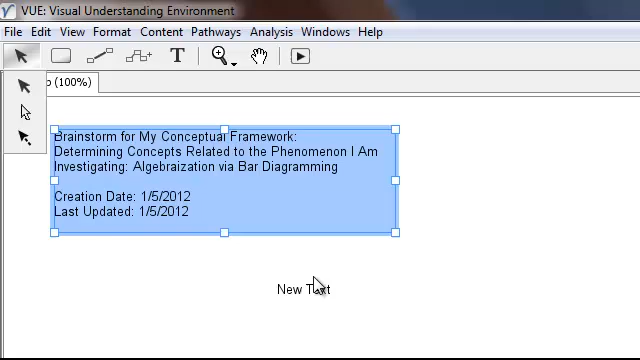 VUE: Visual Understanding Environment
File Edit View Format Content Pathways Analysis Windows Help
T
(100%)
Brainstorm for My Conceptual Framework:
Determining Concepts Related to the Phenomenon I Am
Investigating: Algebraization via Bar Diagramming
Creation Date: 1/5/2012
Last Updated: 1/5/2012
New Text